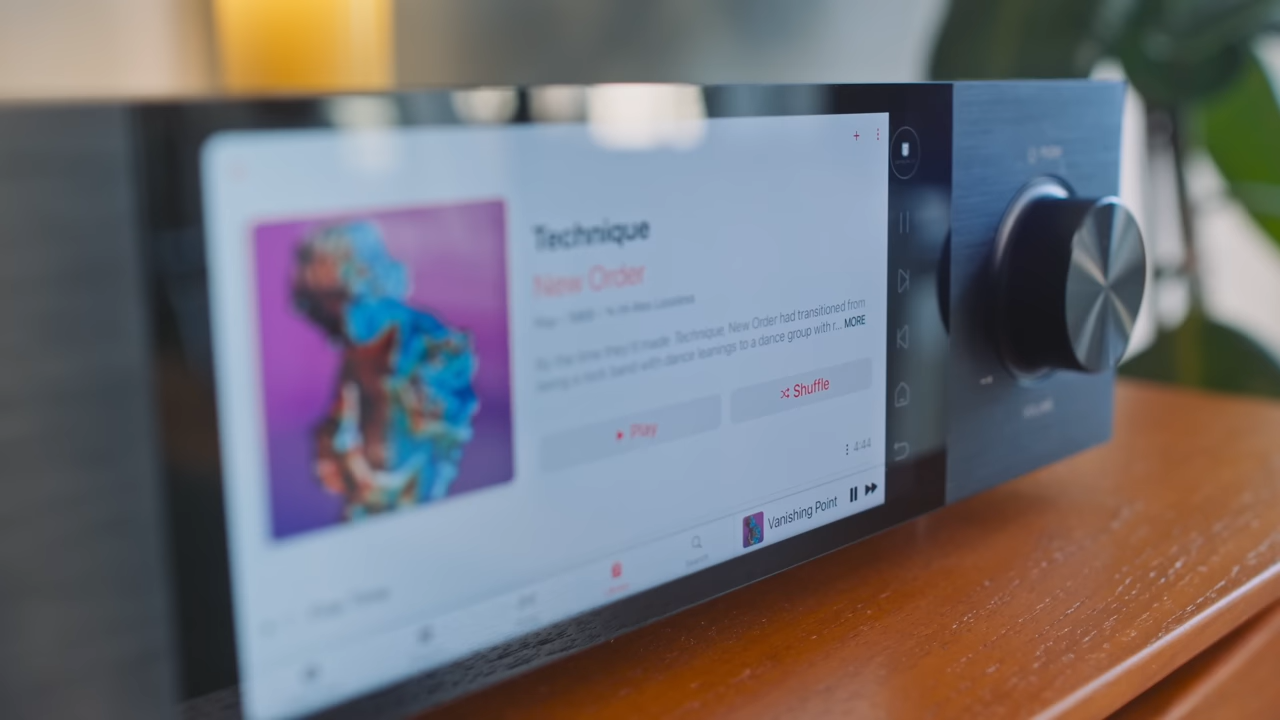 Technique
New Order
By the time they'd made Technique, New Order had transitioned from
being a rock band with dance leanings to a dance group with r... MORE
Play
Shuffle
4:44
Vanishing Point
VOLUME